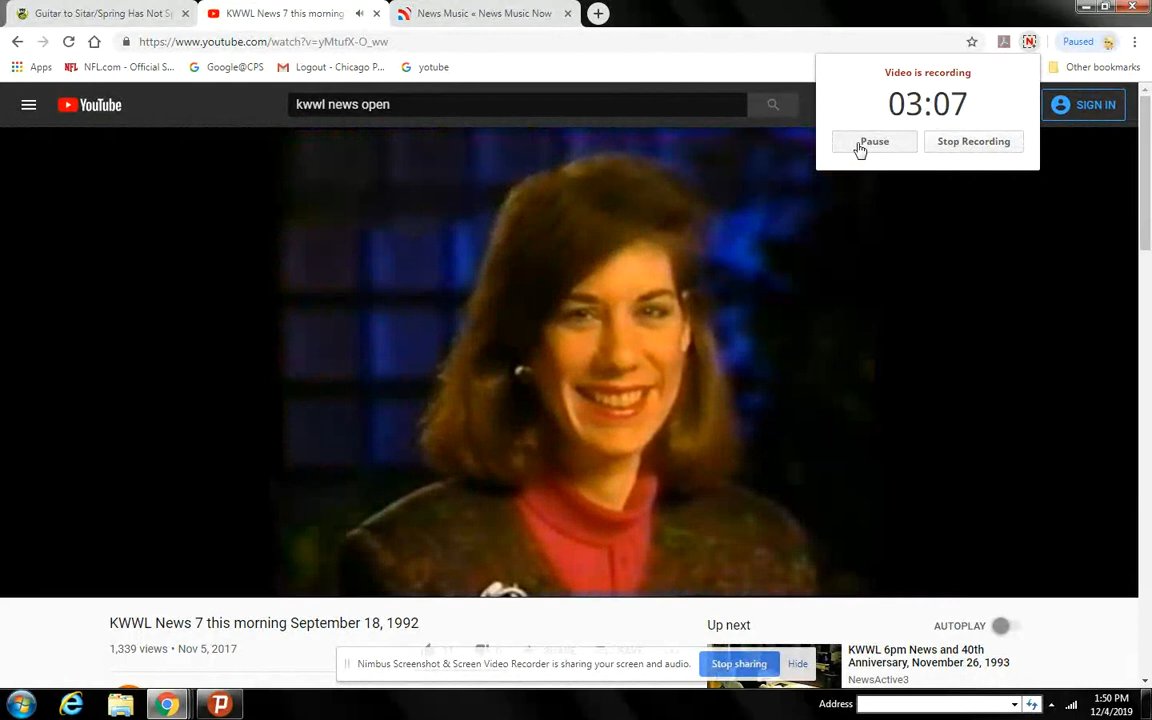 Guitar to Sitar/Spring Has Not Sp
KWWL News 7 this morning
News Music « News Music Now
https://www.youtube.com/watch?v=yMtufX-O_ww
Paused
Apps
NFL.com - Official S...
Google@CPS
Logout - Chicago P...
yotube
Other bookmarks
Video is recording
03:07
Pause
Stop Recording
YouTube
kwwl news open
SIGN IN
KWWL News 7 this morning September 18, 1992
1,339 views • Nov 5, 2017
Up next
AUTOPLAY
Nimbus Screenshot & Screen Video Recorder is sharing your screen and audio.
Stop sharing
Hide
KWWL 6pm News and 40th
Anniversary, November 26, 1993
NewsActive3
Address
1:50 PM
12/4/2019